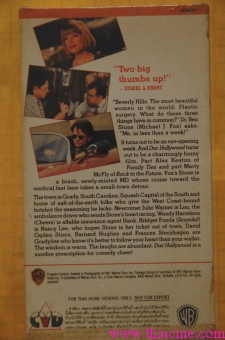 COMEDY
"Two big
thumbs up!"
- SISKEL & EBERT
"Beverly Hills. The most beautiful
women in the world. Plastic
surgery. What do these three
things have in common?" Dr. Ben
Stone (Michael J. Fox) asks.
"Me, in less than a week!"
It turns out to be an eye-opening
week. And Doc Hollywood turns
out to be a charmingly funny
film. Part Alex Keaton of
Family Ties and part Marty
McFly of Back to the Future, Fox's Stone is
a brash, newly-minted MD whose cruise toward the
medical fast lane takes a small town detour.
The town is Grady, South Carolina, Squash Capital of the South and
home of salt-of-the-earth folks who give the West Coast-bound
hotshot the seasoning he lacks. Newcomer Julie Warner is Lou, the
ambulance driver who sends Stone's heart racing. Woody Harrelson
(Cheers) is affable insurance agent Hank. Bridget Fonda
is Nancy Lee, who hopes Stone is her ticket out of town. David
Ogden Stiers, Barnard Hughes and Frances Sternhagen are
Gradyites who know it's better to follow your heart than your wallet.
The wisdom is warm. The laughs are abundant. Doc Hollywood is a
surefire prescription for comedy cheer!
FOR THAI HOME VIEWING ONLY, NOT FOR EXPORT
CVD
WB
www.thaicine.com